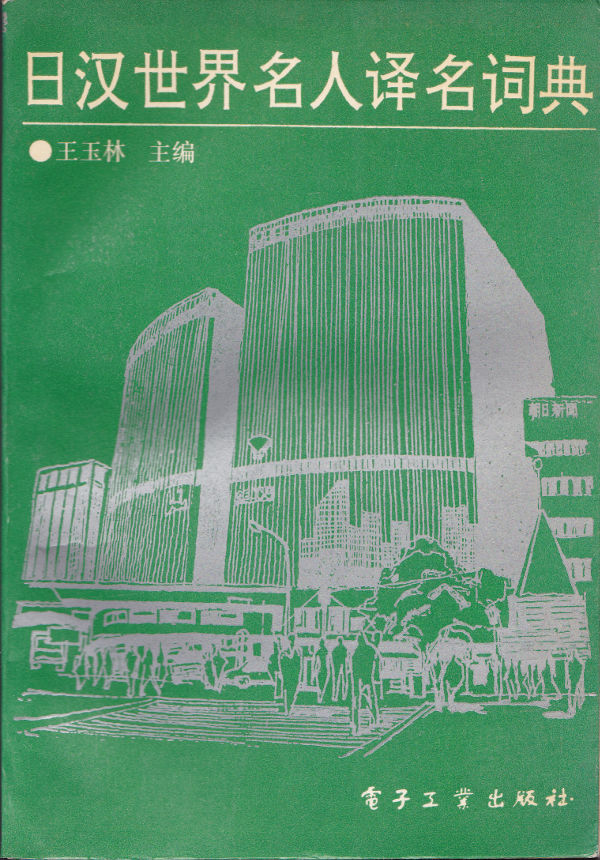 日汉世界名人译名词典
●王玉林 主编
朝日新闻
電子工業出版社